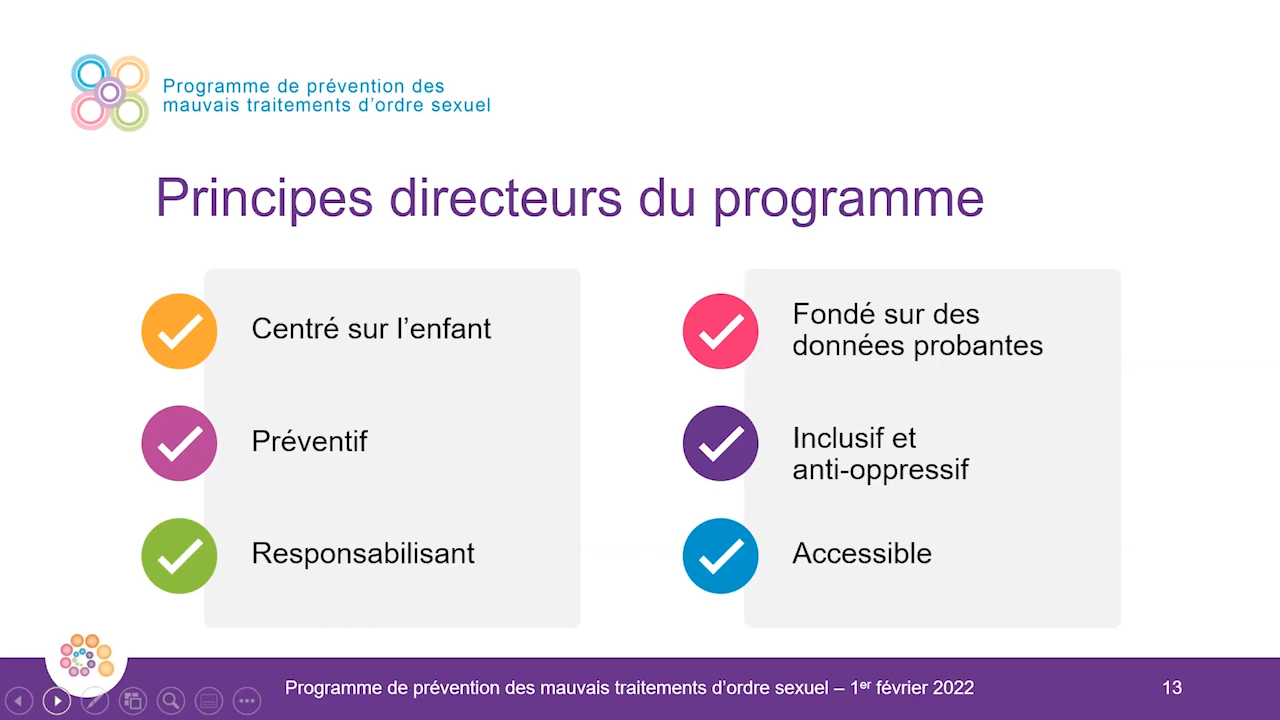 Programme de prévention des
mauvais traitements d’ordre sexuel
Principes directeurs du programme
Centré sur l’enfant
Préventif
Responsabilisant
Fondé sur des
données probantes
Inclusif et
anti-oppressif
Accessible
Programme de prévention des mauvais traitements d’ordre sexuel – 1er février 2022
13